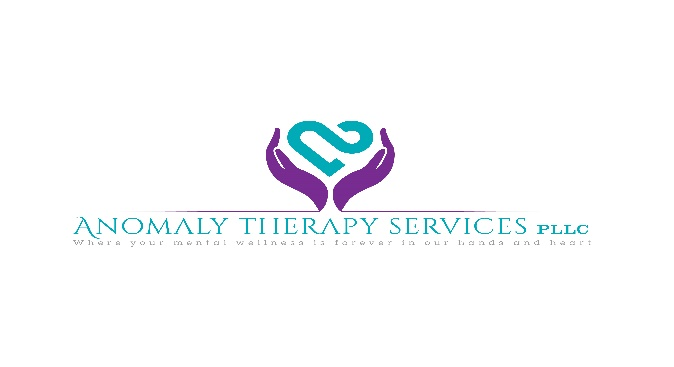 ANOMALY THERAPY SERVICES PLLC
Where your mental wellness is forever in our hands and heart